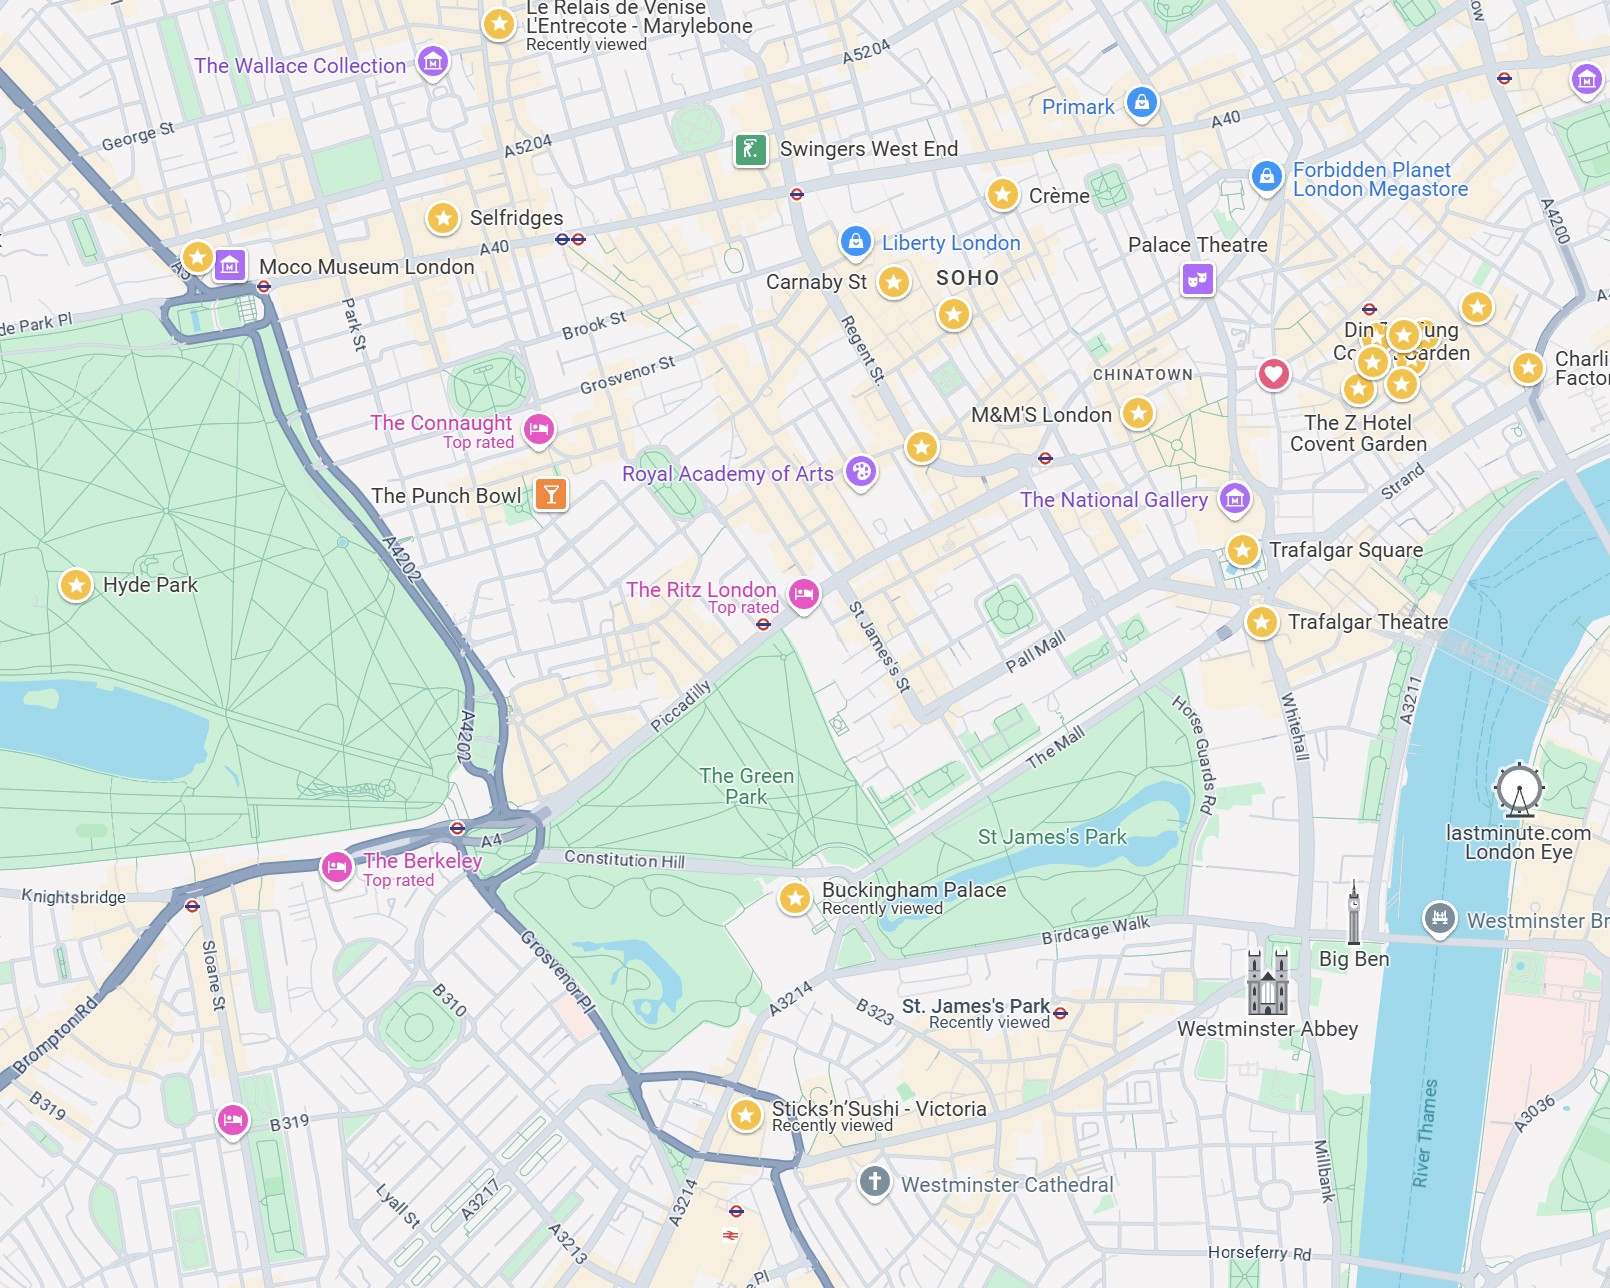 Le Relais de Venise
L'Entrecote - Marylebone
Recently viewed
The Wallace Collection
A5204
George St
A5204
Primark
A40
Swingers West End
Forbidden Planet
London Megastore
Crème
Selfridges
A40
Liberty London
Palace Theatre
A4200
Moco Museum London
Carnaby St
SOHO
de Park Pl
Park St
Brook St
Regent St.
Grosvenor St
CHINATOWN
Covent Garden
Charli
Factor
The Connaught
Top rated
M&M'S London
The Z Hotel
Covent Garden
The Punch Bowl
Royal Academy of Arts
The National Gallery
Strand
A4202
Trafalgar Square
Hyde Park
The Ritz London
Top rated
St James's St
Pall Mall
Trafalgar Theatre
Piccadilly
A4202
Horse Guards Rd
Whitehall
A3211
The Mall
The Green
Park
St James's Park
lastminute.com
London Eye
A4
Constitution Hill
The Berkeley
Top rated
Knightsbridge
Buckingham Palace
Recently viewed
Birdcage Walk
Westminster Br
Big Ben
Sloane St
Grosvenor Pl
B310
A3214
B323
St. James's Park
Recently viewed
Westminster Abbey
Brompton Rd
B319
B319
Sticks'n'Sushi - Victoria
Recently viewed
River Thames
A3036
Millbank
Westminster Cathedral
Lyall St
A3217
A3214
A3213
Horseferry Rd
Pl